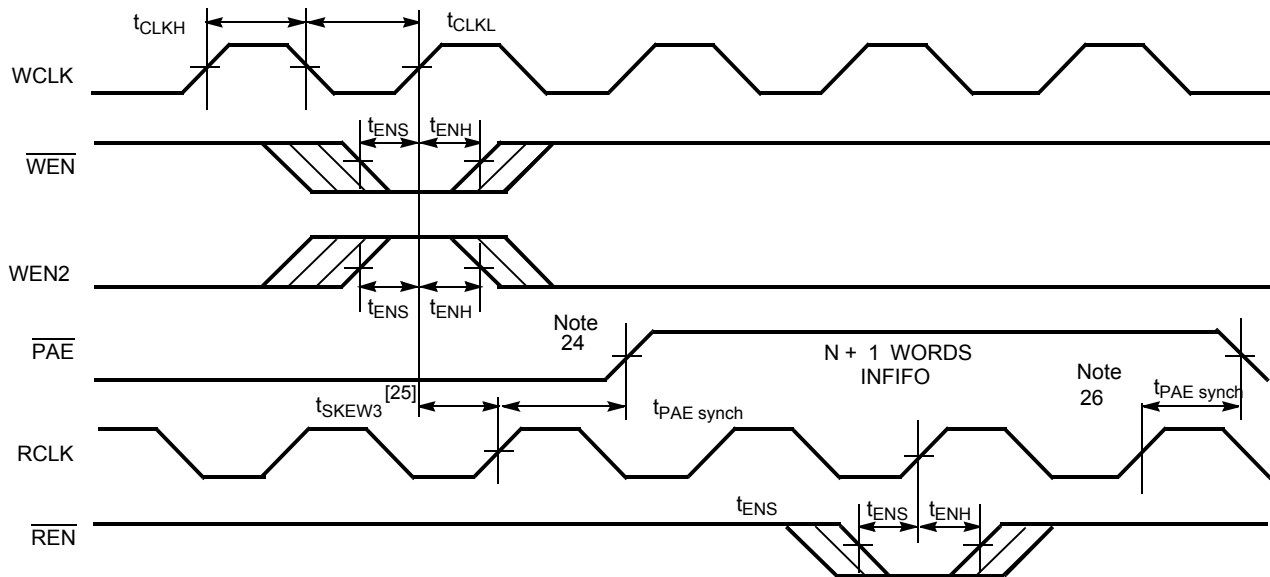 tCLKH
tCLKL
WCLK
tENS
tENH
WEN
WEN2
tENS
tENH
Note
24
PAE
N + 1 WORDS
INFIFO
Note
26
tPAE synch
tSKEW3 [25]
tPAE synch
RCLK
tENS
tENS
tENH
REN